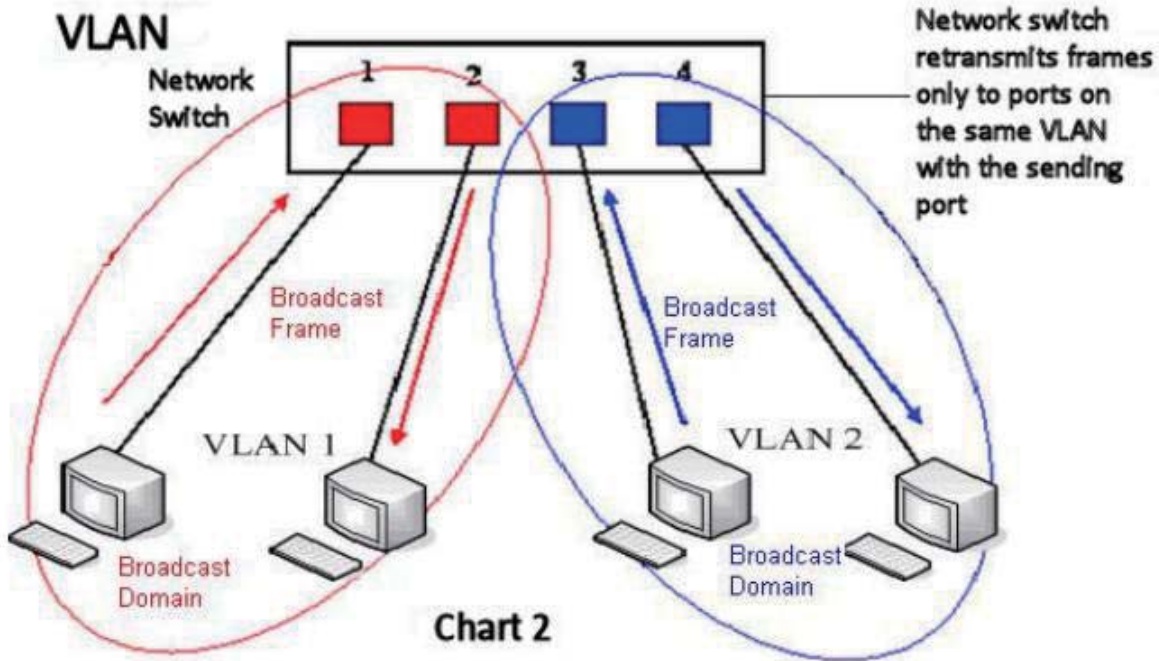 VLAN
Network
Switch
1 2 3 4
Network switch
retransmits frames
only to ports on
the same VLAN
with the sending
port
Broadcast
Frame
Broadcast
Frame
VLAN 1
VLAN 2
Broadcast
Domain
Broadcast
Domain
Chart 2